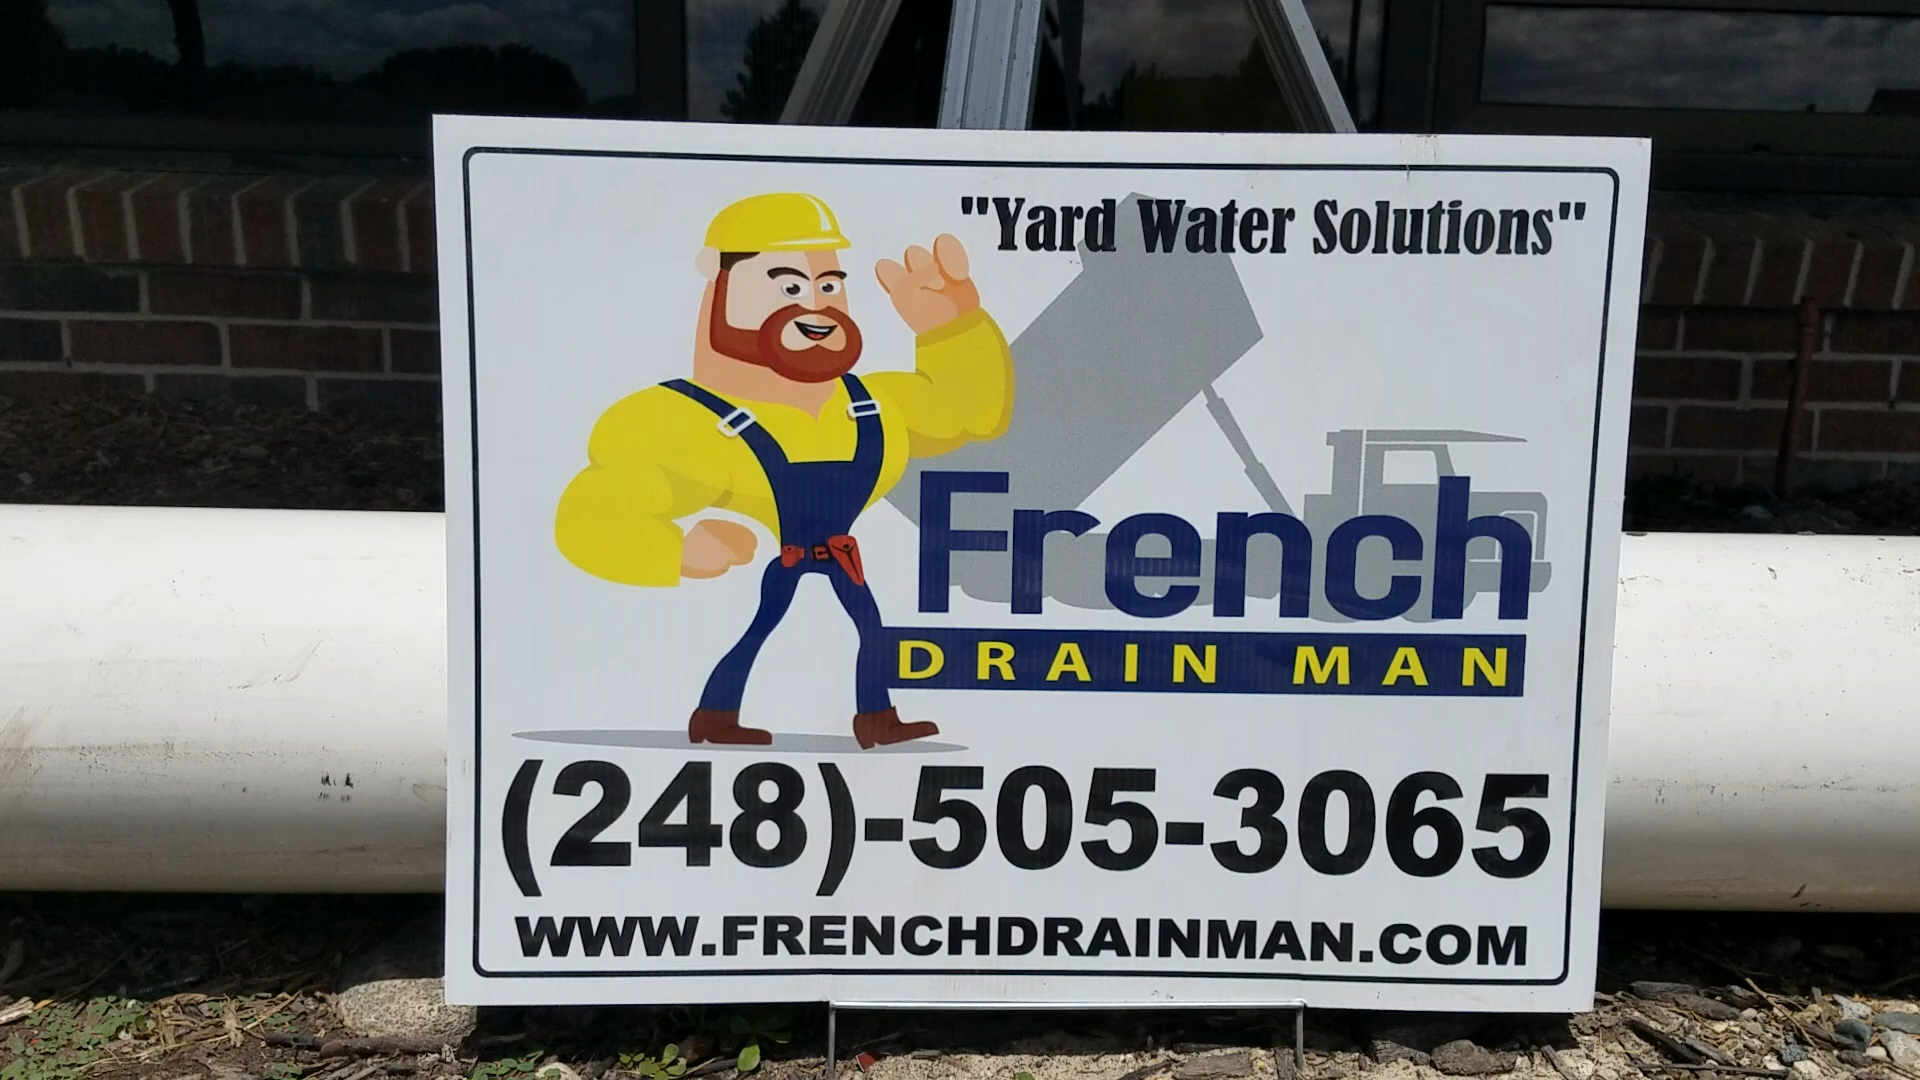 "Yard Water Solutions"
French
DRAIN MAN
(248)-505-3065
WWW.FRENCHDRAINMAN.COM